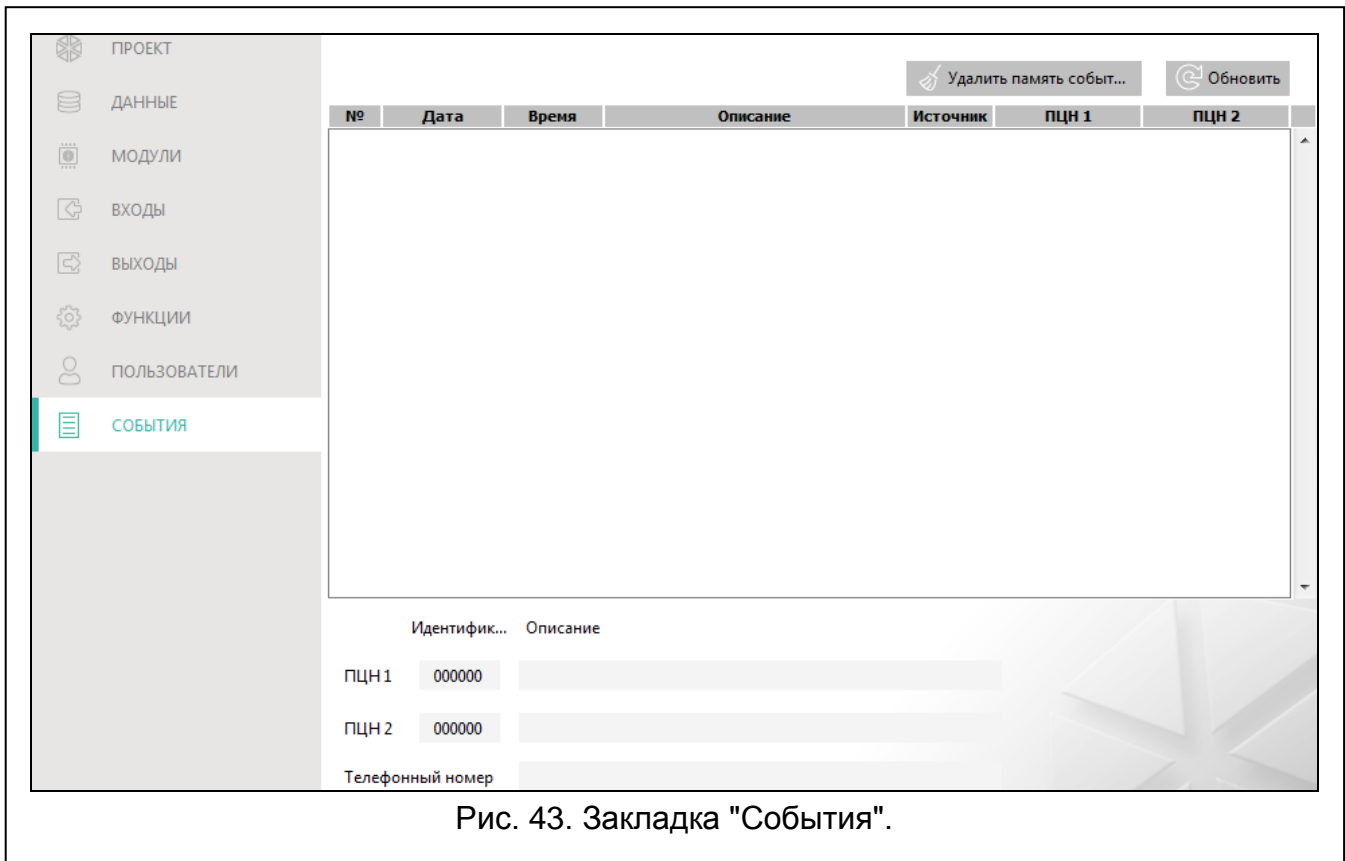 ПРОЕКТ
ДАННЫЕ
МОДУЛИ
ВХОДЫ
ВЫХОДЫ
ФУНКЦИИ
ПОЛЬЗОВАТЕЛИ
СОБЫТИЯ
Удалить память событ... Обновить
№ Дата Время Описание Источник ПЦН 1 ПЦН 2
Идентифик... Описание
ПЦН 1 000000
ПЦН 2 000000
Телефонный номер
Рис. 43. Закладка "События".